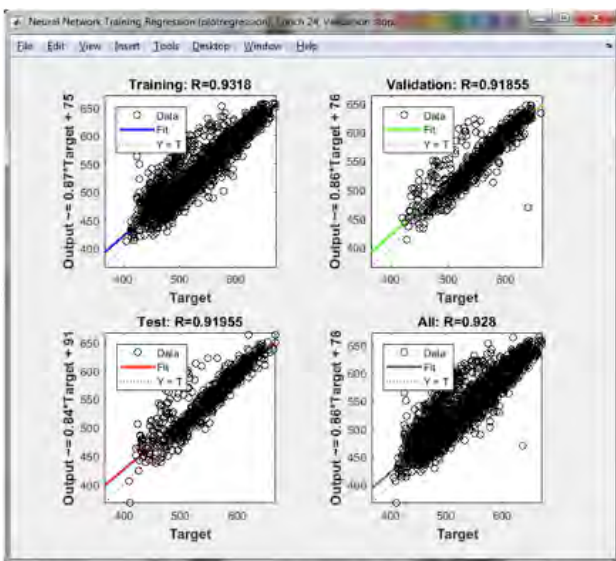 Neural Network Training Regression (plotregression), Epoch 24, Validation stop.
File Edit View Insert Tools Desktop Window Help
Training: R=0.9318
Output ~= 0.87*Target + 75
650
600
550
500
450
400
Data
Fit
Y = T
400 500 600
Target
Validation: R=0.91855
Output ~= 0.86*Target + 76
650
600
550
500
450
400
Data
Fit
Y = T
400 500 600
Target
Test: R=0.91955
Output ~= 0.84*Target + 91
650
600
550
500
450
400
Data
Fit
Y = T
400 500 600
Target
All: R=0.928
Output ~= 0.86*Target + 78
650
600
550
500
450
400
Data
Fit
Y = T
400 500 600
Target